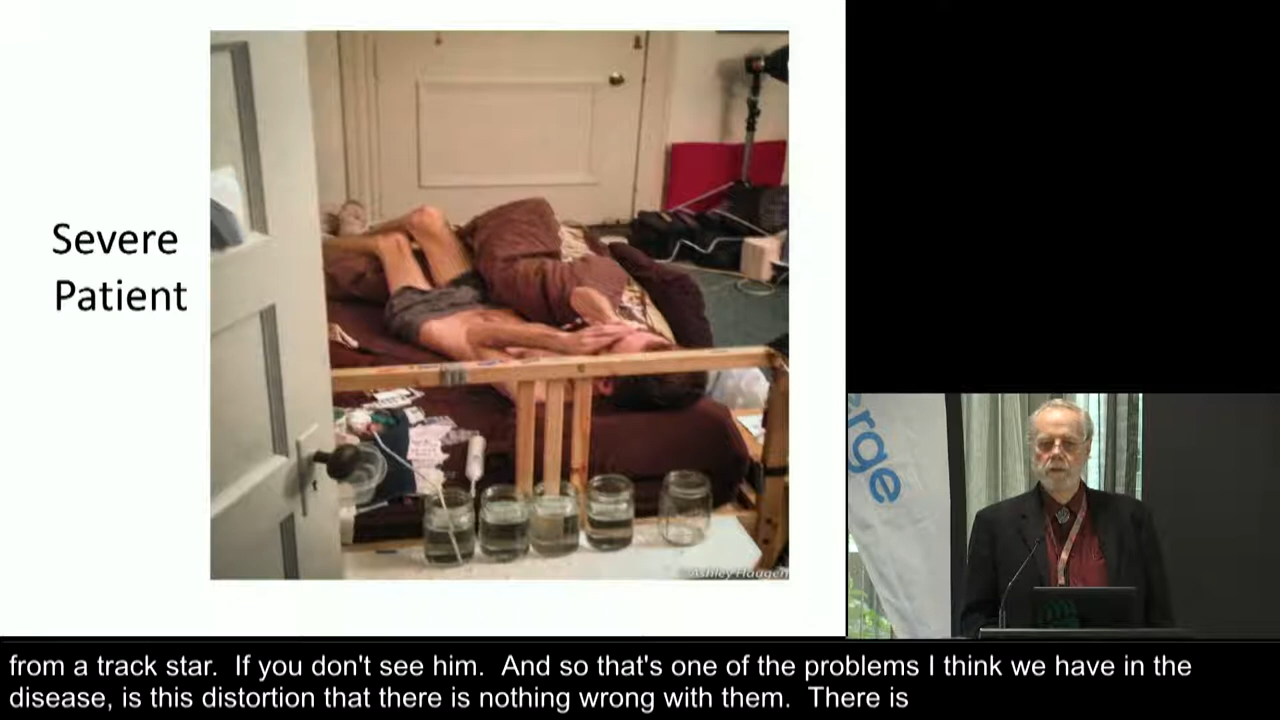 Severe
Patient
Ashley Haugen
erge
from a track star.  If you don't see him.  And so that's one of the problems I think we have in the
disease, is this distortion that there is nothing wrong with them.  There is